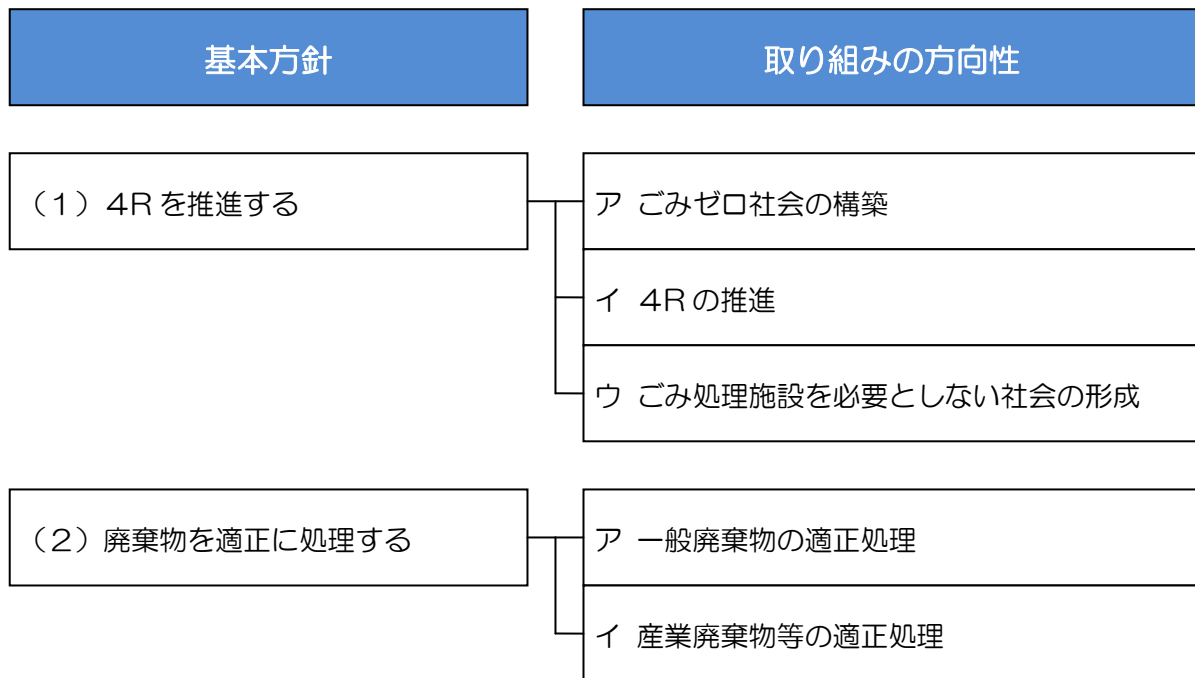 基本方針
取り組みの方向性
（１）４Rを推進する
ア ごみゼロ社会の構築
イ ４Rの推進
ウ ごみ処理施設を必要としない社会の形成
（２）廃棄物を適正に処理する
ア 一般廃棄物の適正処理
イ 産業廃棄物等の適正処理